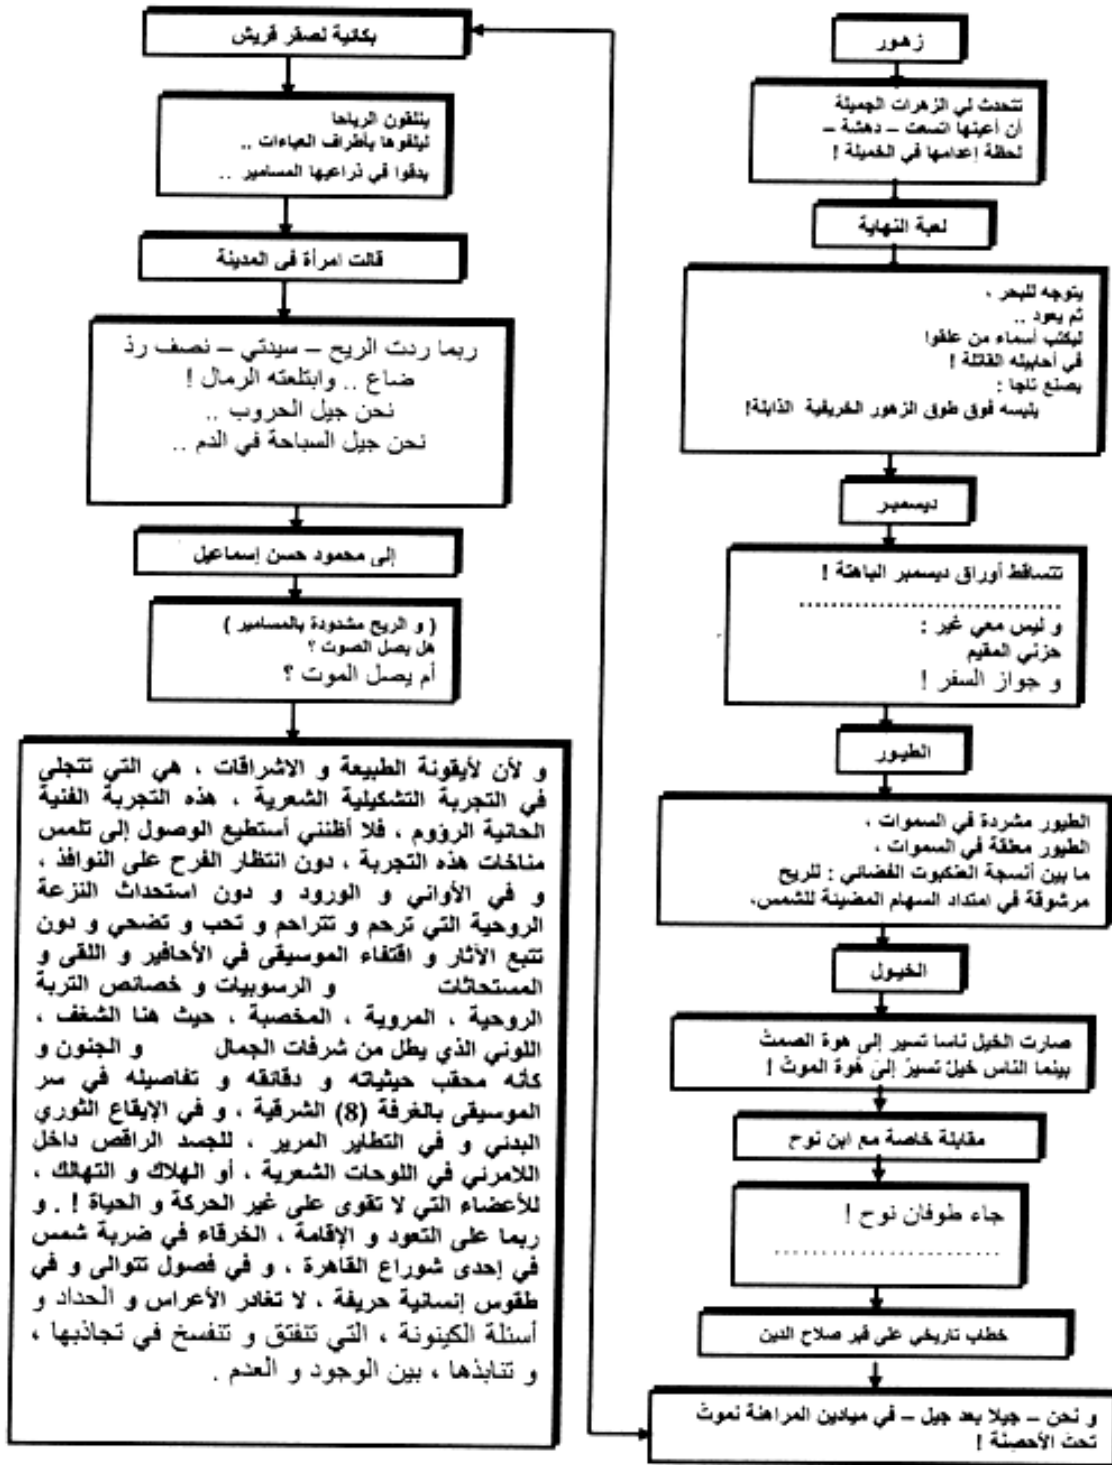 زهور
تتحدث لي الزهرات الجميلة
أن أعينها اتسعت – دهشة –
لحظة إعدامها في الخميلة !
لعبة النهاية
يتوجه للبحر ،
ثم يعود ..
ليكتب أسماء من علقوا
في أحابيله القاتلة !
يصنع تاجا :
يلبسه فوق طوق الزهور الخريفية الذابلة!
ديسمبر
تتساقط أوراق ديسمبر الباهتة !
................................
و ليس معي غير :
حزني المقيم
و جواز السفر !
الطيور
الطيور مشردة في السموات ،
الطيور معلقة في السموات ،
ما بين أنسجة العنكبوت الفضائي : للريح
مرشوقة في امتداد السهام المضيئة للشمس،
الخيول
صارت الخيل ناسا تسير إلى هوة الصمتْ
بينما الناس خيلٌ تسيرُ إلىَ هُوة الموتْ !
مقابلة خاصة مع ابن نوح
جاء طوفان نوح !
........................
خطاب تاريخي على قبر صلاح الدين
و نحن – جيلا بعد جيل – في ميادين المراهنة نموتُ
تحتَ الأحصِنة !
بكائية لصقر قريش
يتلقون الرياحا
ليلقوها بأطراف العباءات ..
يدقوا في ذراعيها المسامير ..
قالت امرأة فى المدينة
ربما ردت الريح – سيدتي – نصف رد
ضاع .. وابتلعته الرمال !
نحن جيل الحروب ..
نحن جيل السباحة في الدم ..
إلى محمود حسن إسماعيل
( و الريح مشدودة بالمسامير )
هل يصل الصوت ؟
أم يصل الموت ؟
و لأن لأيقونة الطبيعة و الاشراقات ، هي التي تتجلى
في التجربة التشكيلية الشعرية ، هذه التجربة الفنية
الحانية الرؤوم ، فلا أظنني أستطيع الوصول إلى تلمس
مناخات هذه التجربة ، دون انتظار الفرح على النوافذ ،
و في الأواني و الورود و دون استحداث النزعة
الروحية التي ترحم و تتراحم و تحب و تضحي و دون
تتبع الآثار و اقتفاء الموسيقى في الأحافير و اللقى و
المستحاثات و الرسوبيات و خصائص التربة
الروحية ، المروية ، المخصبة ، حيث هنا الشغف ،
اللوني الذي يطل من شرفات الجمال و الجنون و
كأنه محقب حيثياته و دقائقه و تفاصيله في سر
الموسيقى بالغرفة (8) الشرقية ، و في الإيقاع الثوري
البدني و في التطاير المرير ، للجسد الراقص داخل
اللامرئي في اللوحات الشعرية ، أو الهلاك و التهالك ،
للأعضاء التي لا تقوى على غير الحركة و الحياة ! . و
ربما على التعود و الإقامة ، الخرقاء في ضربة شمس
في إحدى شوراع القاهرة ، و في فصول تتوالى و في
طقوس إنسانية حريفة ، لا تغادر الأعراس و الحداد و
أسئلة الكينونة ، التي تتفتق و تنفسخ في تجاذبها ،
و تنابذها ، بين الوجود و العدم .